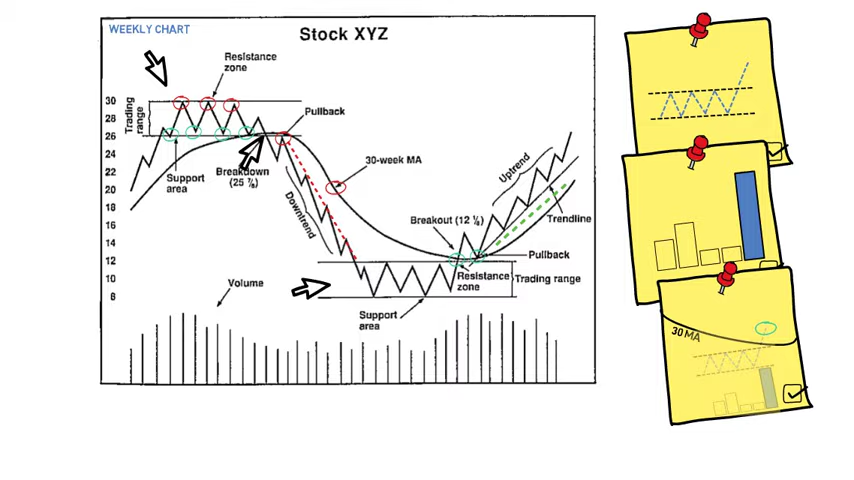 WEEKLY CHART
Stock XYZ
Resistance
zone
Trading
range
Pullback
30
28
26
24
22
20
18
16
14
12
10
8
Support
area
Breakdown
(25 ⅞)
30-week MA
Downtrend
Uptrend
Breakout (12 ⅛)
Trendline
Pullback
Resistance
zone
Trading range
Support
area
Volume
30 MA